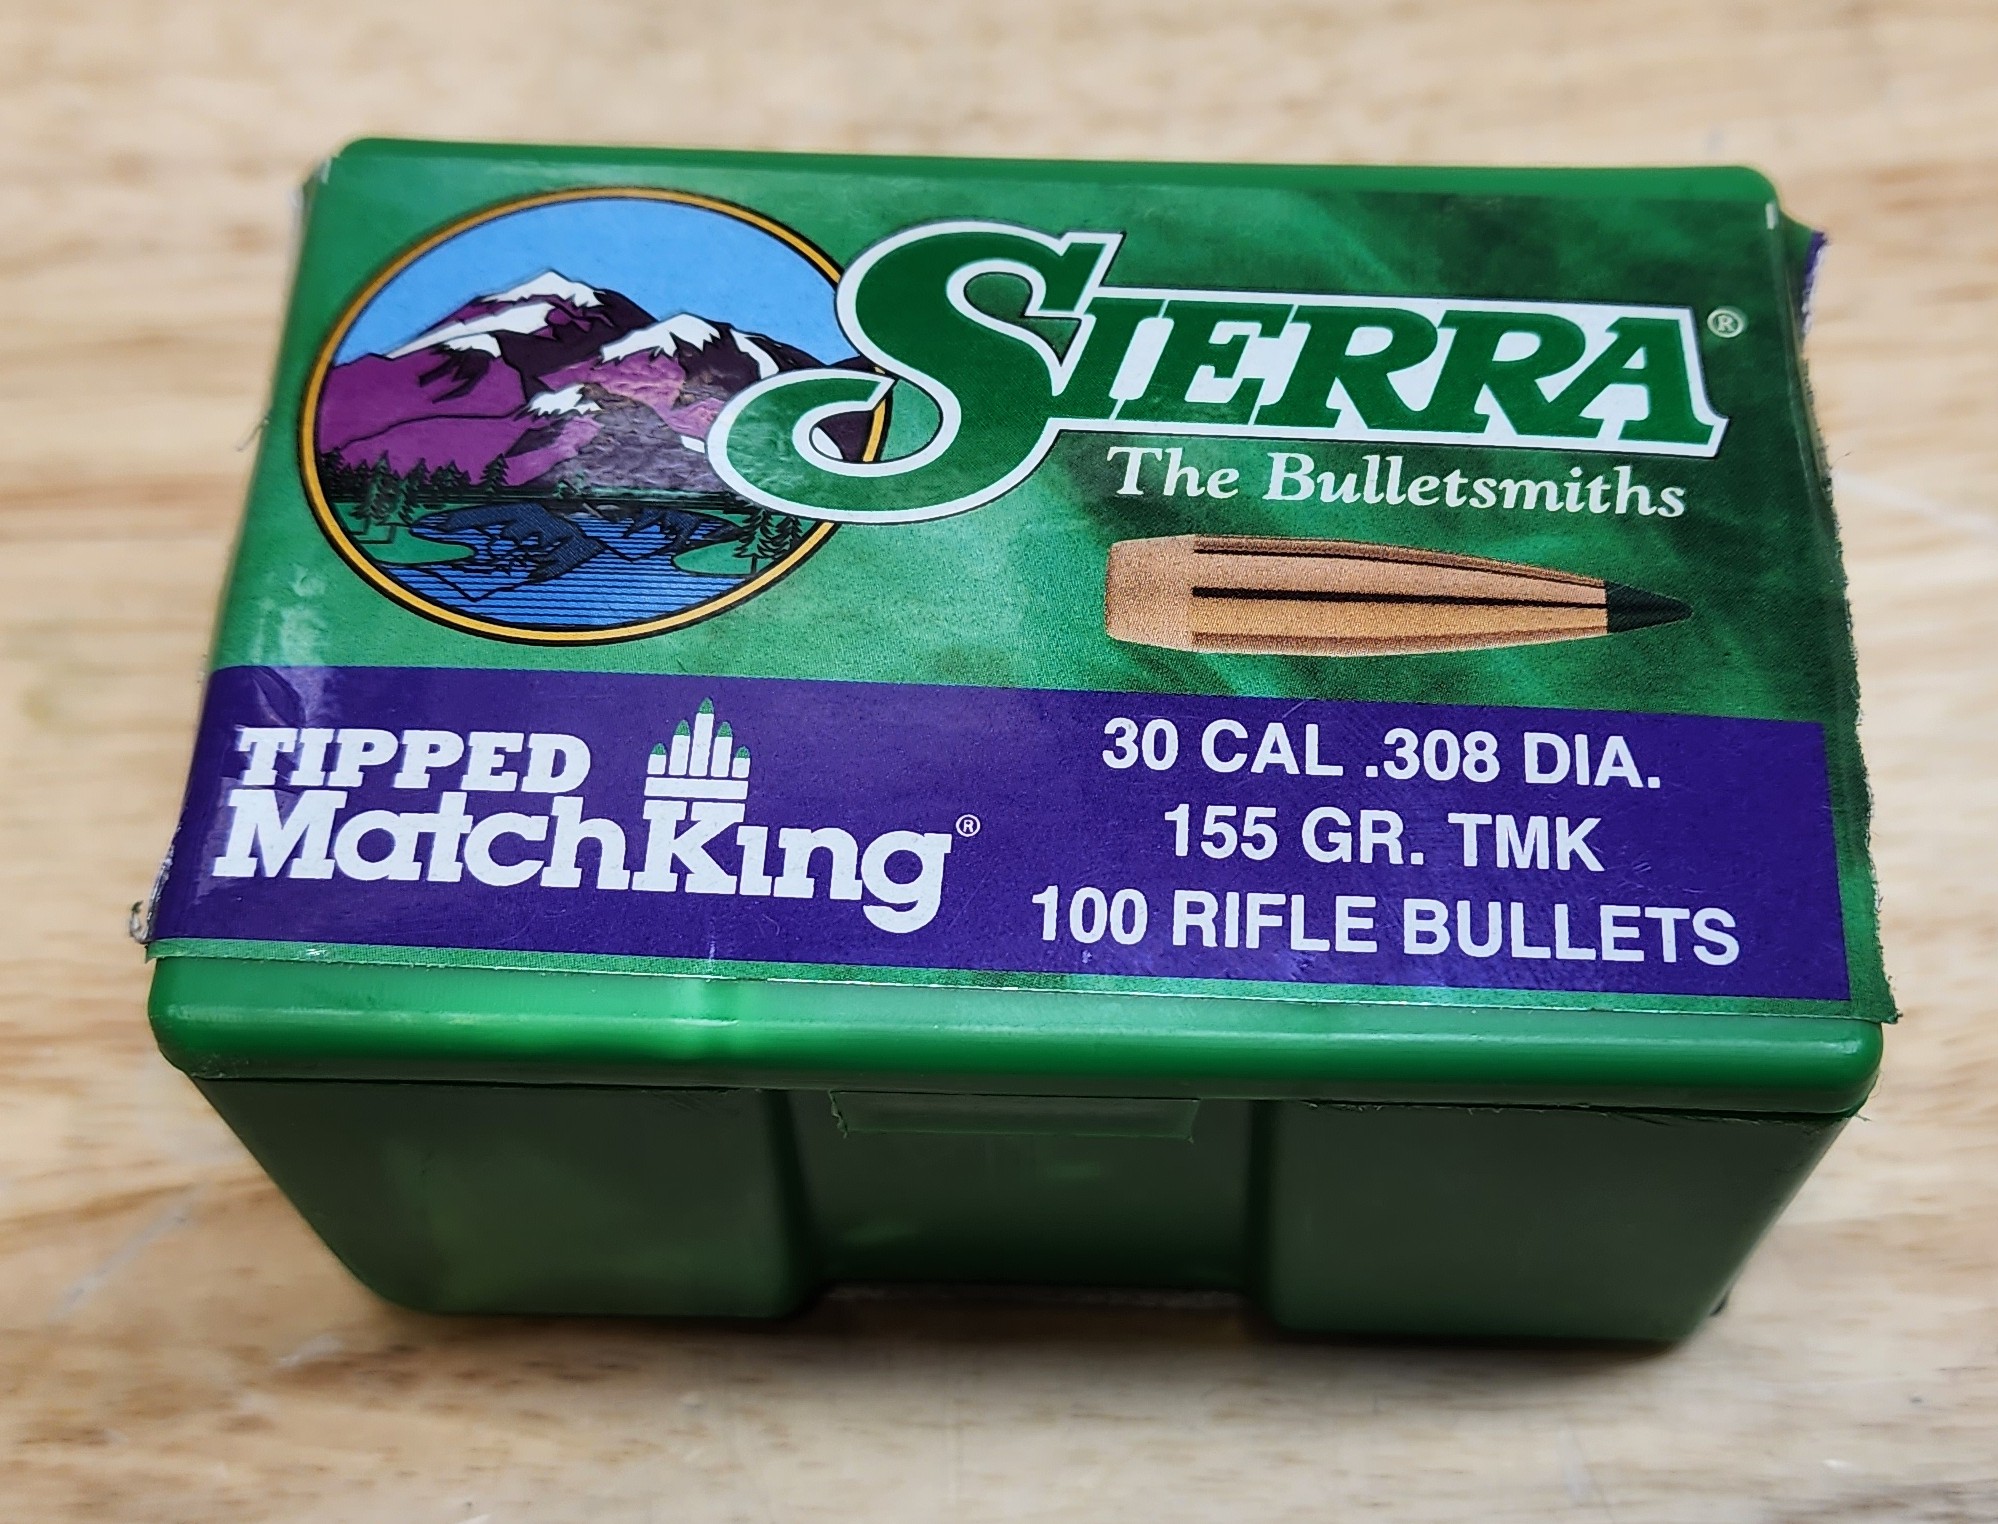 SIERRA®
The Bulletsmiths
TIPPED
MatchKing®
30 CAL .308 DIA.
155 GR. TMK
100 RIFLE BULLETS